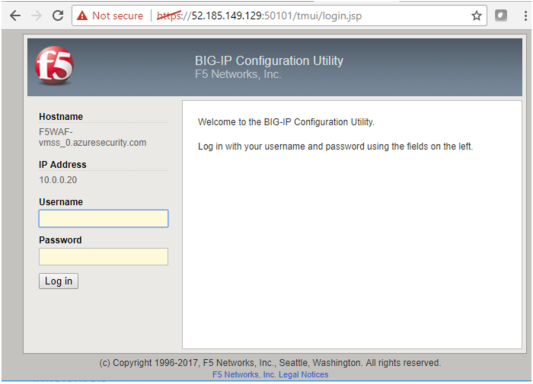 Not secure | https://52.185.149.129:50101/tmui/login.jsp
f5
BIG-IP Configuration Utility
F5 Networks, Inc.
Hostname
F5WAF-
vmss_0.azuresecurity.com
IP Address
10.0.0.20
Username
Password
Log in
Welcome to the BIG-IP Configuration Utility.
Log in with your username and password using the fields on the left.
(c) Copyright 1996-2017, F5 Networks, Inc., Seattle, Washington. All rights reserved.
F5 Networks, Inc. Legal Notices